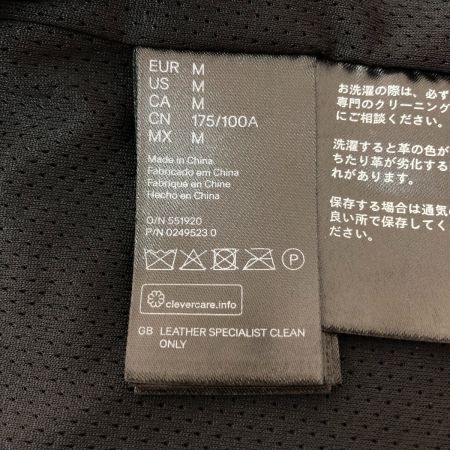 EUR M
US M
CA M
CN 175/100A
MX M
Made in China
Fabricado em China
Fabriqué en Chine
Hecho en China
O/N 551920
P/N 0249523 0
P
clevercare.info
GB LEATHER SPECIALIST CLEAN
ONLY
お洗濯の際は、必ず
専門のクリーニング
にご相談ください。
洗濯すると革の色が
ちたり革が劣化する
れがあります。
保存する場合は通気の
良い所で保存してく
ださい。